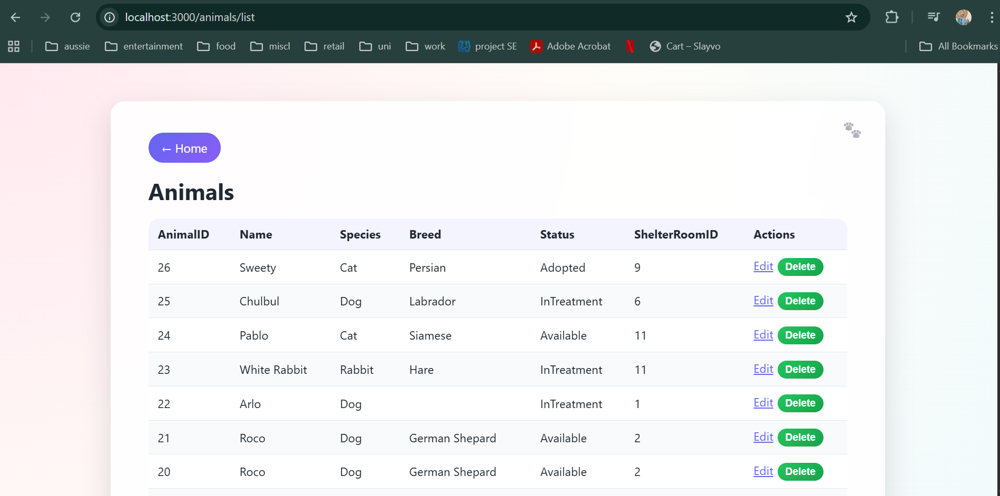 localhost:3000/animals/list
aussie entertainment food miscl retail uni work project SE Adobe Acrobat Cart – Slayvo All Bookmarks
← Home
Animals
AnimalID Name Species Breed Status ShelterRoomID Actions
26 Sweety Cat Persian Adopted 9 Edit Delete
25 Chulbul Dog Labrador InTreatment 6 Edit Delete
24 Pablo Cat Siamese Available 11 Edit Delete
23 White Rabbit Rabbit Hare InTreatment 11 Edit Delete
22 Arlo Dog InTreatment 1 Edit Delete
21 Roco Dog German Shepard Available 2 Edit Delete
20 Roco Dog German Shepard Available 2 Edit Delete